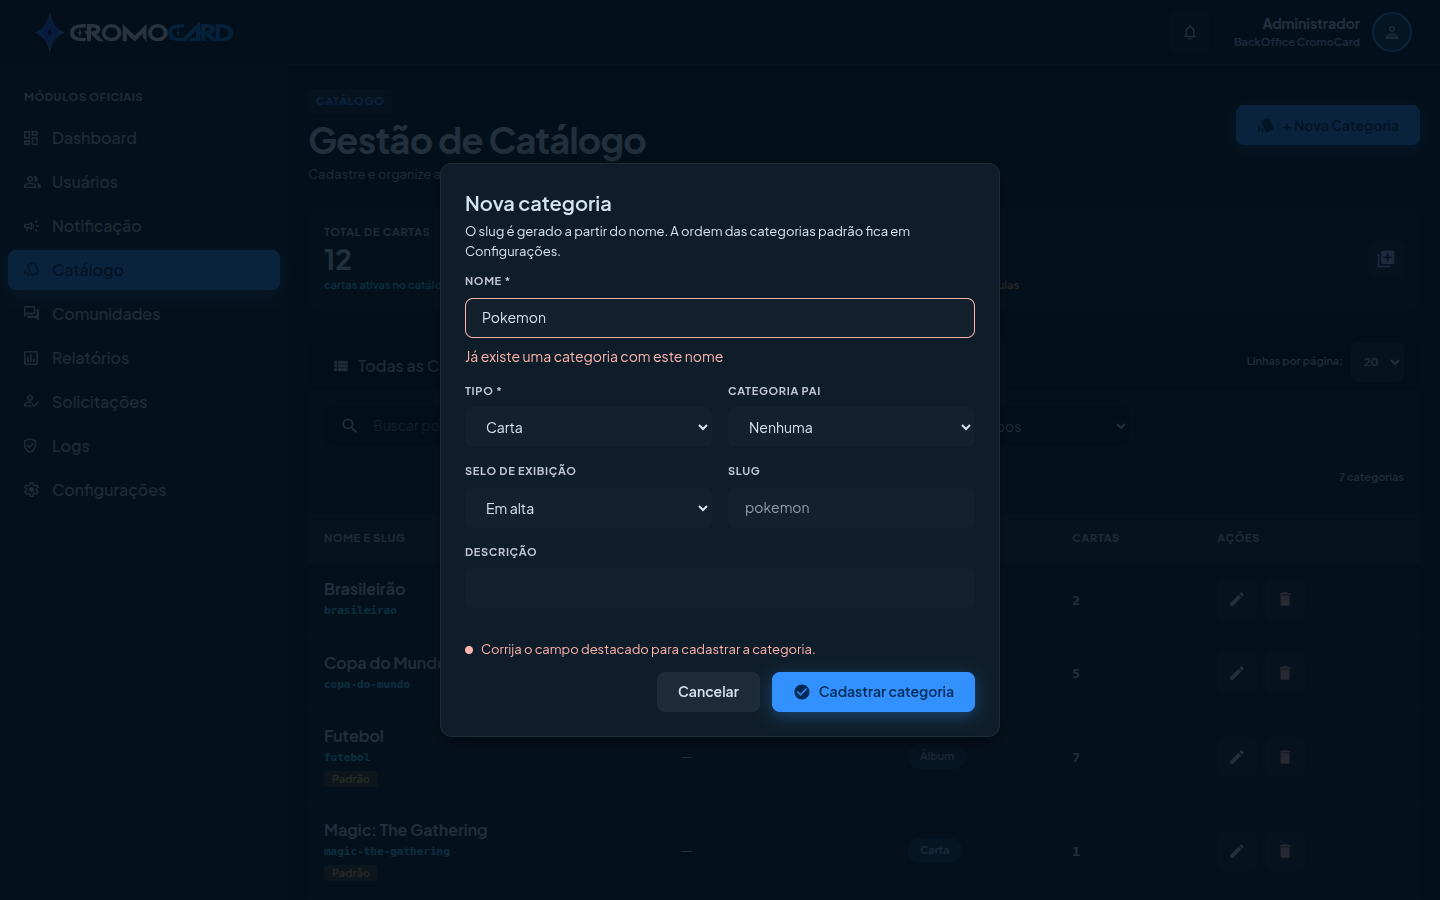 CROMOCARD
Administrador
BackOffice CromoCard
MÓDULOS OFICIAIS
Dashboard
Usuários
Notificação
Catálogo
Comunidades
Relatórios
Solicitações
Logs
Configurações
CATÁLOGO
Gestão de Catálogo
Cadastre e organize a
+ Nova Categoria
TOTAL DE CARTAS
12
cartas ativas no catálo
Todas as C
Linhas por página:
20
Buscar po
7 categorias
Nova categoria
O slug é gerado a partir do nome. A ordem das categorias padrão fica em
Configurações.
NOME *
Pokemon
Já existe uma categoria com este nome
TIPO *
CATEGORIA PAI
Carta
Nenhuma
SELO DE EXIBIÇÃO
SLUG
Em alta
pokemon
DESCRIÇÃO
Corrija o campo destacado para cadastrar a categoria.
Cancelar
Cadastrar categoria
NOME E SLUG
CARTAS
AÇÕES
Brasileirão
brasileirao
2
Copa do Mundo
copa-do-mundo
5
Futebol
futebol
Padrão
—
Álbum
7
Magic: The Gathering
magic-the-gathering
Padrão
—
Carta
1